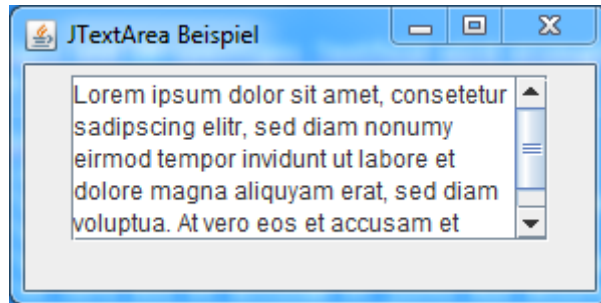 JTextArea Beispiel
Lorem ipsum dolor sit amet, consetetur
sadipscing elitr, sed diam nonumy
eirmod tempor invidunt ut labore et
dolore magna aliquyam erat, sed diam
voluptua. At vero eos et accusam et